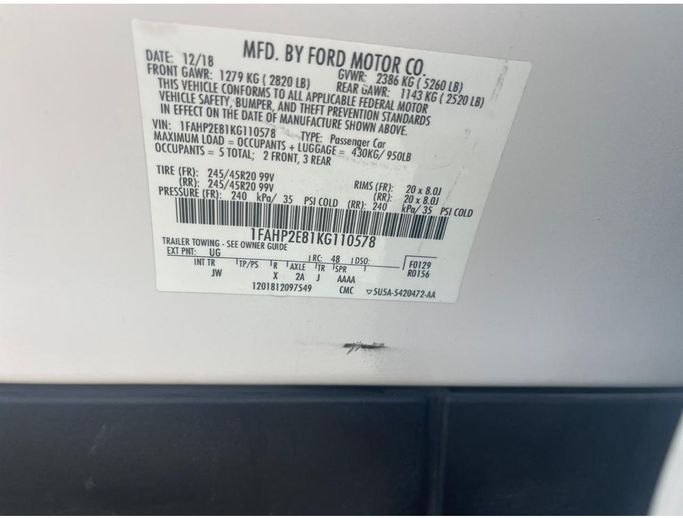 MFD. BY FORD MOTOR CO.
DATE: 12/18 GVWR: 2386 KG ( 5260 LB)
FRONT GAWR: 1279 KG ( 2820 LB) REAR GAWR: 1143 KG ( 2520 LB)
THIS VEHICLE CONFORMS TO ALL APPLICABLE FEDERAL MOTOR
VEHICLE SAFETY, BUMPER, AND THEFT PREVENTION STANDARDS
IN EFFECT ON THE DATE OF MANUFACTURE SHOWN ABOVE.
VIN: 1FAHP2E81KG110578 TYPE: Passenger Car
MAXIMUM LOAD = OCCUPANTS + LUGGAGE = 430KG/ 950LB
OCCUPANTS = 5 TOTAL; 2 FRONT, 3 REAR
TIRE (FR): 245/45R20 99V RIMS (FR): 20 x 8.0J
(RR): 245/45R20 99V (RR): 20 x 8.0J
PRESSURE (FR): 240 kPa/ 35 PSI COLD (RR): 240 kPa/35 PSI COLD
1FAHP2E81KG110578
TRAILER TOWING - SEE OWNER GUIDE
EXT PNT: UG RC: 48 DSO: F0129
INT TR TP/PS R AXLE TR SPR R0156
JW X 2A J AAAA
1201812097549 CMC ▽5U5A-5420472-AA